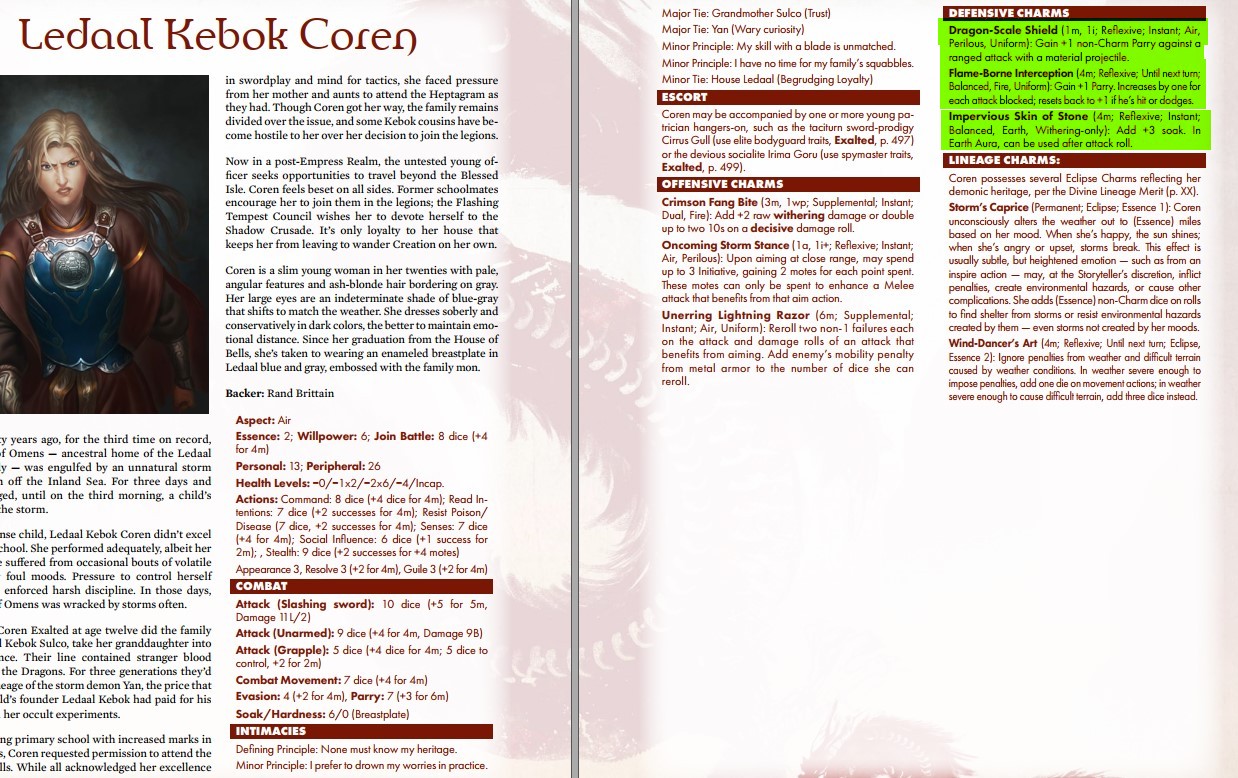 Ledaal Kebok Coren
ty years ago, for the third time on record,
of Omens — ancestral home of the Ledaal
ly — was engulfed by an unnatural storm
n off the Inland Sea. For three days and
ged, until on the third morning, a child's
the storm.
nse child, Ledaal Kebok Coren didn't excel
chool. She performed adequately, albeit her
e suffered from occasional bouts of volatile
foul moods. Pressure to control herself
enforced harsh discipline. In those days,
f Omens was wracked by storms often.
Coren Exalted at age twelve did the family
l Kebok Sulco, take her granddaughter into
nce. Their line contained stranger blood
the Dragons. For three generations they'd
neage of the storm demon Yan, the price that
ld's founder Ledaal Kebok had paid for his
her occult experiments.
ng primary school with increased marks in
s, Coren requested permission to attend the
lls. While all acknowledged her excellence
in swordplay and mind for tactics, she faced pressure
from her mother and aunts to attend the Heptagram as
they had. Though Coren got her way, the family remains
divided over the issue, and some Kebok cousins have be-
come hostile to her over her decision to join the legions.
Now in a post-Empress Realm, the untested young of-
ficer seeks opportunities to travel beyond the Blessed
Isle. Coren feels beset on all sides. Former schoolmates
encourage her to join them in the legions; the Flashing
Tempest Council wishes her to devote herself to the
Shadow Crusade. It's only loyalty to her house that
keeps her from leaving to wander Creation on her own.
Coren is a slim young woman in her twenties with pale,
angular features and ash-blonde hair bordering on gray.
Her large eyes are an indeterminate shade of blue-gray
that shifts to match the weather. She dresses soberly and
conservatively in dark colors, the better to maintain emo-
tional distance. Since her graduation from the House of
Bells, she's taken to wearing an enameled breastplate in
Ledaal blue and gray, embossed with the family mon.
Backer: Rand Brittain
Aspect: Air
Essence: 2; Willpower: 6; Join Battle: 8 dice (+4
for 4m)
Personal: 13; Peripheral: 26
Health Levels: −0/−1x2/−2x6/−4/Incap.
Actions: Command: 8 dice (+4 dice for 4m); Read In-
tentions: 7 dice (+2 successes for 4m); Resist Poison/
Disease (7 dice, +2 successes for 4m); Senses: 7 dice
(+4 for 4m); Social Influence: 6 dice (+1 success for
2m); , Stealth: 9 dice (+2 successes for +4 motes)
Appearance 3, Resolve 3 (+2 for 4m), Guile 3 (+2 for 4m)
COMBAT
Attack (Slashing sword): 10 dice (+5 for 5m,
Damage 11L/2)
Attack (Unarmed): 9 dice (+4 for 4m, Damage 9B)
Attack (Grapple): 5 dice (+4 dice for 4m; 5 dice to
control, +2 for 2m)
Combat Movement: 7 dice (+4 for 4m)
Evasion: 4 (+2 for 4m), Parry: 7 (+3 for 6m)
Soak/Hardness: 6/0 (Breastplate)
INTIMACIES
Defining Principle: None must know my heritage.
Minor Principle: I prefer to drown my worries in practice.
Major Tie: Grandmother Sulco (Trust)
Major Tie: Yan (Wary curiosity)
Minor Principle: My skill with a blade is unmatched.
Minor Principle: I have no time for my family's squabbles.
Minor Tie: House Ledaal (Begrudging Loyalty)
ESCORT
Coren may be accompanied by one or more young pa-
trician hangers-on, such as the taciturn sword-prodigy
Cirrus Gull (use elite bodyguard traits, Exalted, p. 497)
or the devious socialite Irima Goru (use spymaster traits,
Exalted, p. 499).
OFFENSIVE CHARMS
Crimson Fang Bite (3m, 1wp; Supplemental; Instant;
Dual, Fire): Add +2 raw withering damage or double
up to two 10s on a decisive damage roll.
Oncoming Storm Stance (1a, 1i+; Reflexive; Instant;
Air, Perilous): Upon aiming at close range, may spend
up to 3 Initiative, gaining 2 motes for each point spent.
These motes can only be spent to enhance a Melee
attack that benefits from that aim action.
Unerring Lightning Razor (6m; Supplemental;
Instant; Air, Uniform): Reroll two non-1 failures each
on the attack and damage rolls of an attack that
benefits from aiming. Add enemy's mobility penalty
from metal armor to the number of dice she can
reroll.
DEFENSIVE CHARMS
Dragon-Scale Shield (1m, 1i; Reflexive; Instant; Air,
Perilous, Uniform): Gain +1 non-Charm Parry against a
ranged attack with a material projectile.
Flame-Borne Interception (4m; Reflexive; Until next turn;
Balanced, Fire, Uniform): Gain +1 Parry. Increases by one for
each attack blocked; resets back to +1 if he's hit or dodges.
Impervious Skin of Stone (4m; Reflexive; Instant;
Balanced, Earth, Withering-only): Add +3 soak. In
Earth Aura, can be used after attack roll.
LINEAGE CHARMS:
Coren possesses several Eclipse Charms reflecting her
demonic heritage, per the Divine Lineage Merit (p. XX).
Storm's Caprice (Permanent; Eclipse; Essence 1): Coren
unconsciously alters the weather out to (Essence) miles
based on her mood. When she's happy, the sun shines;
when she's angry or upset, storms break. This effect is
usually subtle, but heightened emotion — such as from an
inspire action — may, at the Storyteller's discretion, inflict
penalties, create environmental hazards, or cause other
complications. She adds (Essence) non-Charm dice on rolls
to find shelter from storms or resist environmental hazards
created by them — even storms not created by her moods.
Wind-Dancer's Art (4m; Reflexive; Until next turn; Eclipse,
Essence 2): Ignore penalties from weather and difficult terrain
caused by weather conditions. In weather severe enough to
impose penalties, add one die on movement actions; in weather
severe enough to cause difficult terrain, add three dice instead.